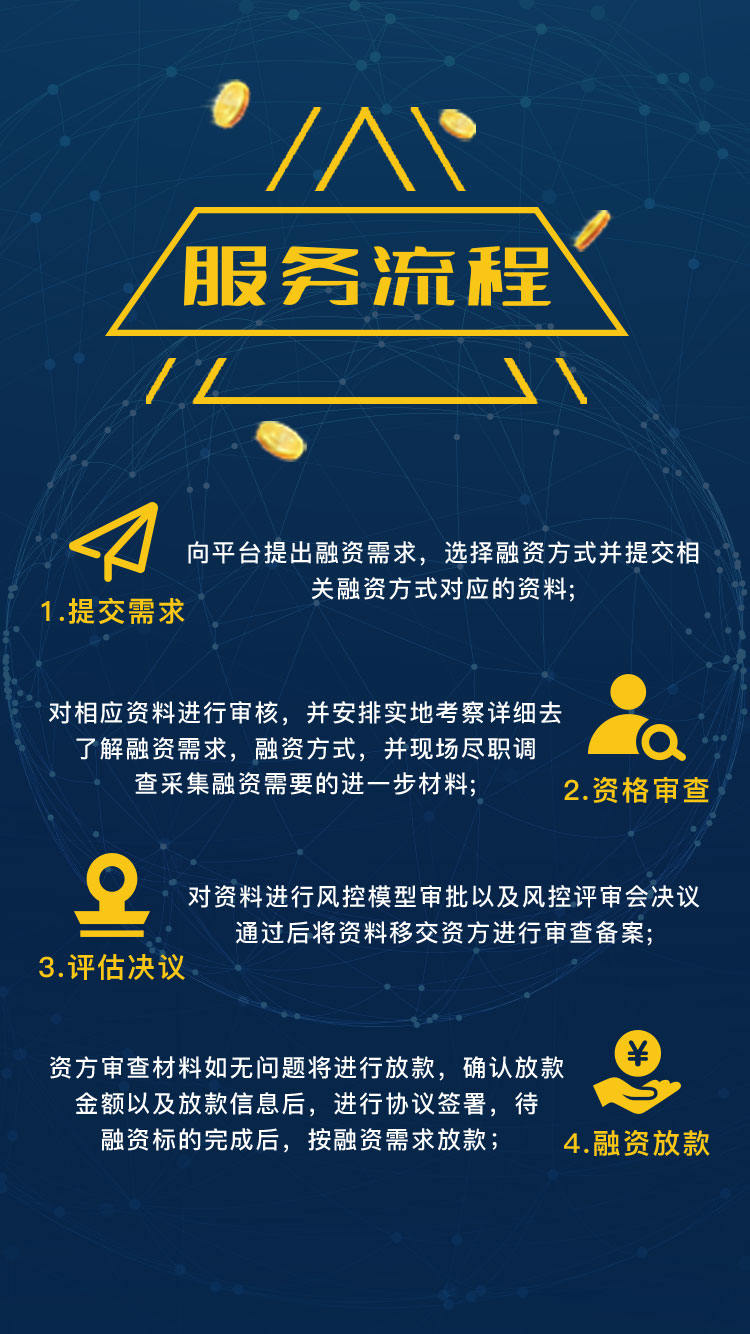 服务流程
向平台提出融资需求，选择融资方式并提交相
关融资方式对应的资料；
1.提交需求
对相应资料进行审核，并安排实地考察详细去
了解融资需求，融资方式，并现场尽职调
查采集融资需要的进一步材料；
2.资格审查
对资料进行风控模型审批以及风控评审会决议
通过后将资料移交资方进行审查备案；
3.评估决议
资方审查材料如无问题将进行放款，确认放款
金额以及放款信息后，进行协议签署，待
融资标的完成后，按融资需求放款；
¥
4.融资放款